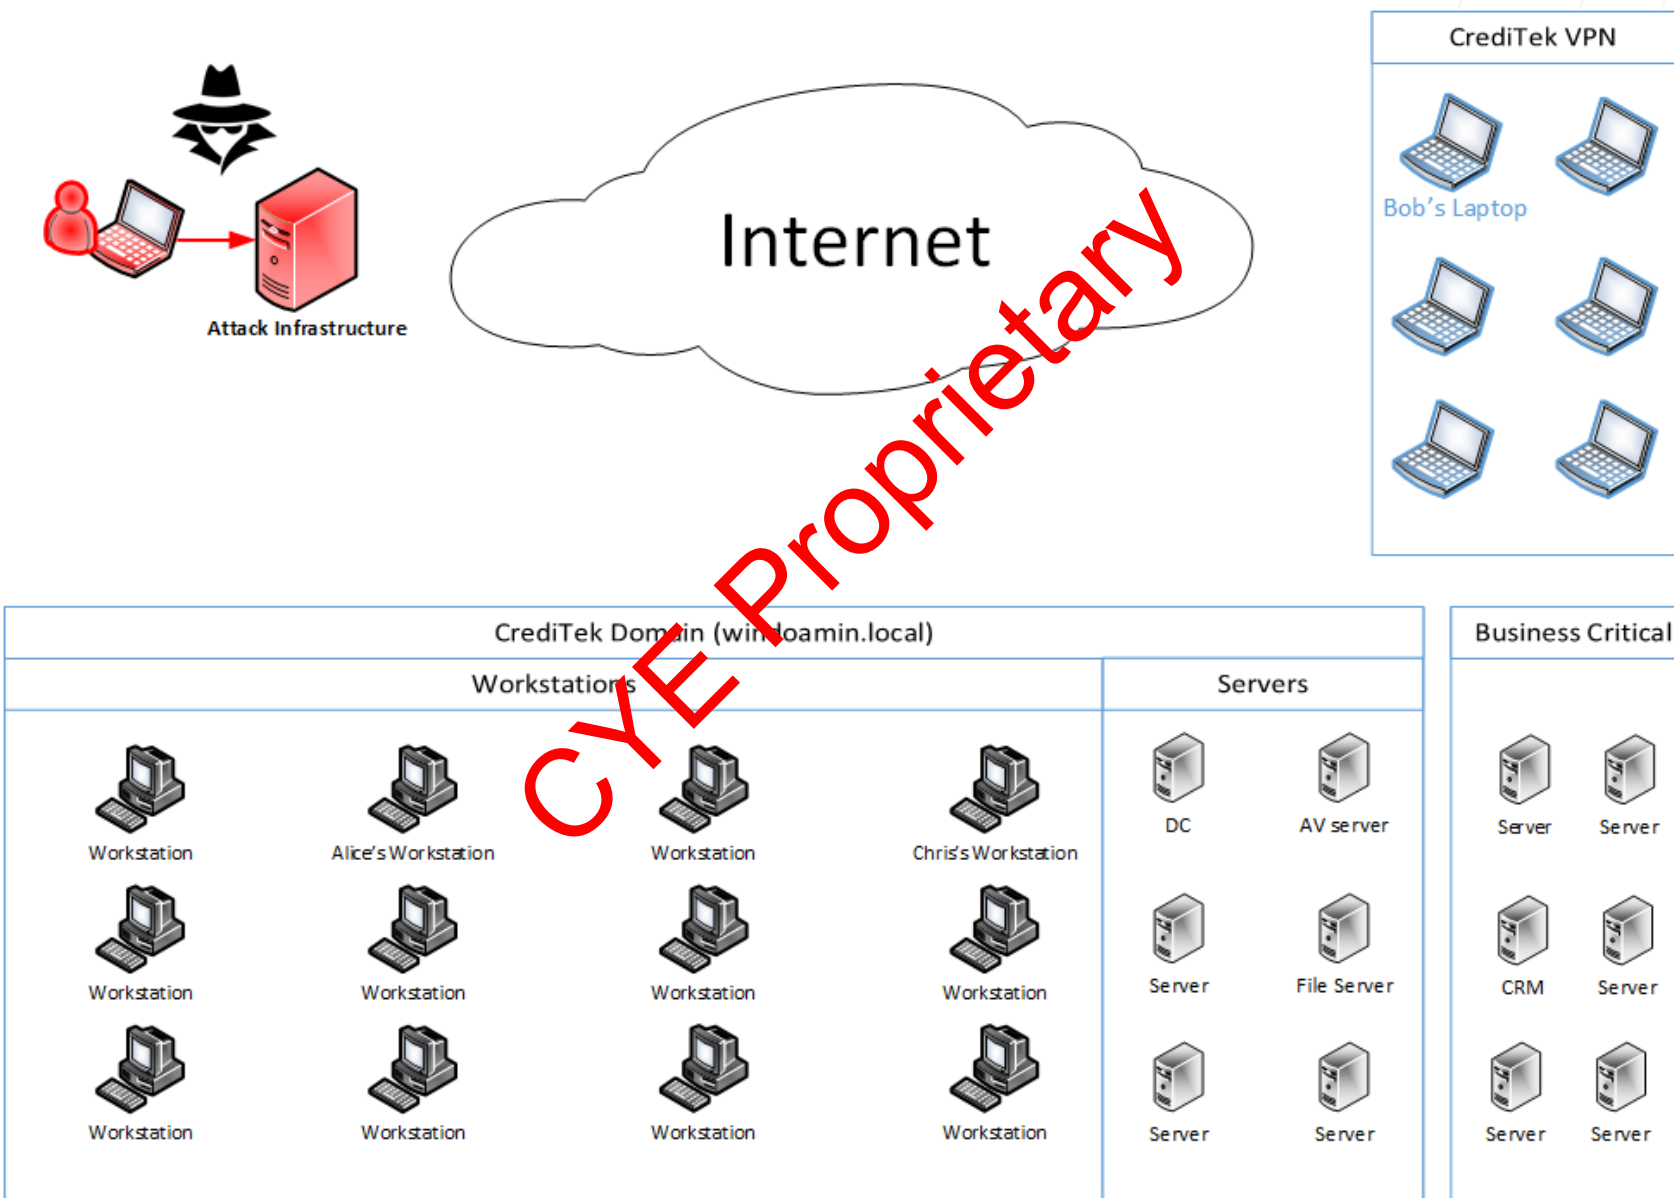 CrediTek VPN
Internet
Bob's Laptop
Attack Infrastructure
CYE Proprietary
CrediTek Domain (windoamin.local)
Business Critical
Workstations
Servers
DC
AV server
Server
Server
Workstation
Alice's Workstation
Workstation
Chris's Workstation
Server
File Server
CRM
Server
Workstation
Workstation
Workstation
Workstation
Server
Server
Server
Server
Workstation
Workstation
Workstation
Workstation